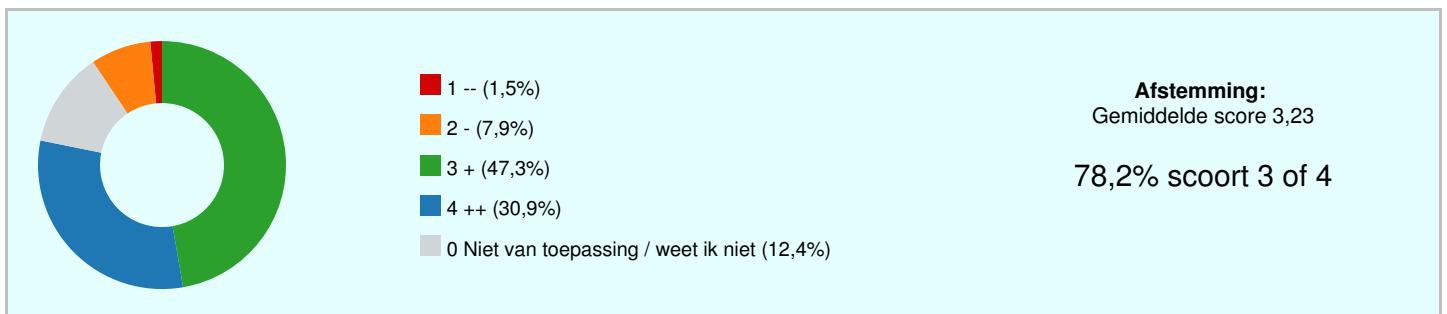 1 -- (1,5%)
2 - (7,9%)
3 + (47,3%)
4 ++ (30,9%)
0 Niet van toepassing / weet ik niet (12,4%)
Afstemming:
Gemiddelde score 3,23
78,2% scoort 3 of 4